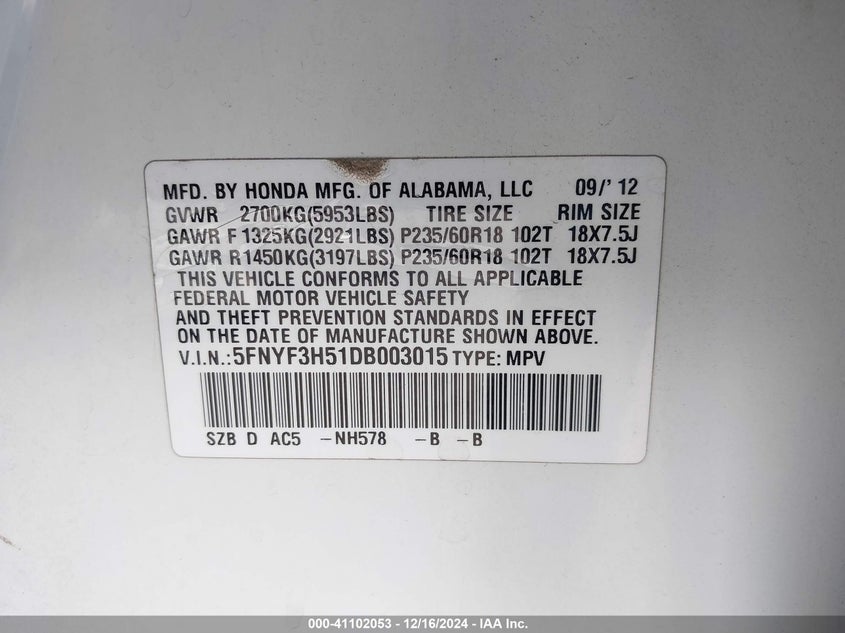 MFD. BY HONDA MFG. OF ALABAMA, LLC 09/' 12
GVWR 2700KG(5953LBS) TIRE SIZE RIM SIZE
GAWR F 1325KG(2921LBS) P235/60R18 102T 18X7.5J
GAWR R1450KG(3197LBS) P235/60R18 102T 18X7.5J
THIS VEHICLE CONFORMS TO ALL APPLICABLE
FEDERAL MOTOR VEHICLE SAFETY
AND THEFT PREVENTION STANDARDS IN EFFECT
ON THE DATE OF MANUFACTURE SHOWN ABOVE.
V.I.N.:5FNYF3H51DB003015 TYPE: MPV
SZB D AC5 -NH578 -B -B
000-41102053 - 12/16/2024 - IAA Inc.